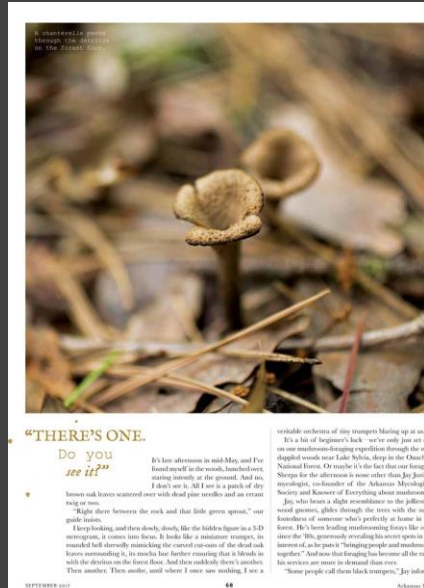 A chanterelle peeks
through the detritus
on the forest floor.
“THERE’S ONE.
Do you
see it?”
It’s late afternoon in mid-May, and I’ve
found myself in the woods, hunched over,
staring intently at the ground. And no,
I don’t see it. All I see is a patch of dry
brown oak leaves scattered over with dead pine needles and an errant
twig or two.
“Right there between the rock and that little green sprout,” our
guide insists.
I keep looking, and then slowly, slowly, like the hidden figure in a 3-D
stereogram, it comes into focus. It looks like a miniature trumpet, its
rounded bell shrewdly mimicking the curved cut-outs of the dead oak
leaves surrounding it, its mocha hue further ensuring that it blends in
with the detritus on the forest floor. And then suddenly there’s another.
Then another. Then another, until where I once saw nothing, I see a
veritable orchestra of tiny trumpets blaring up at us.
It’s a bit of beginner’s luck—we’ve only just set
on our mushroom-foraging expedition through the
dappled woods near Lake Sylvia, deep in the Ouach
National Forest. Or maybe it’s the fact that our forag
Sherpa for the afternoon is none other than Jay Just
mycologist, co-founder of the Arkansas Mycologi
Society and Knower of Everything about mushroom
Jay, who bears a slight resemblance to the jolliest
wood gnomes, glides through the trees with the
foundness of someone who’s perfectly at home in
forest. He’s been leading mushrooming forays like
since the ’80s, generously revealing his secret spots in
interest of, as he puts it “bringing people and mushro
together.” And now that foraging has become all the
his services are more in demand than ever.
“Some people call them black trumpets,” Jay infor
SEPTEMBER 2017
68
Arkansas